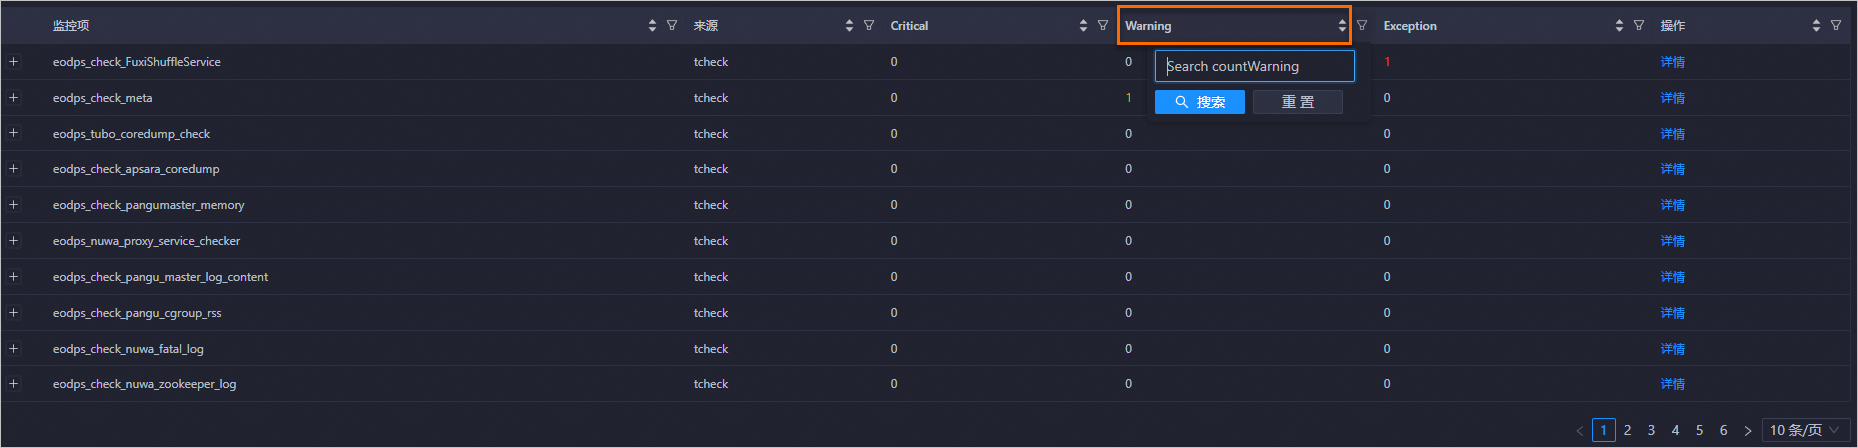 监控项 来源 Critical Warning Exception 操作
eodps_check_FuxiShuffleService tcheck 0 0 1 详情
Search countWarning
搜索 重 置
eodps_check_meta tcheck 0 1 0 详情
eodps_tubo_coredump_check tcheck 0 0 0 详情
eodps_check_apsara_coredump tcheck 0 0 0 详情
eodps_check_pangumaster_memory tcheck 0 0 0 详情
eodps_nuwa_proxy_service_checker tcheck 0 0 0 详情
eodps_check_pangu_master_log_content tcheck 0 0 0 详情
eodps_check_pangu_cgroup_rss tcheck 0 0 0 详情
eodps_check_nuwa_fatal_log tcheck 0 0 0 详情
eodps_check_nuwa_zookeeper_log tcheck 0 0 0 详情
< 1 2 3 4 5 6 > 10 条/页